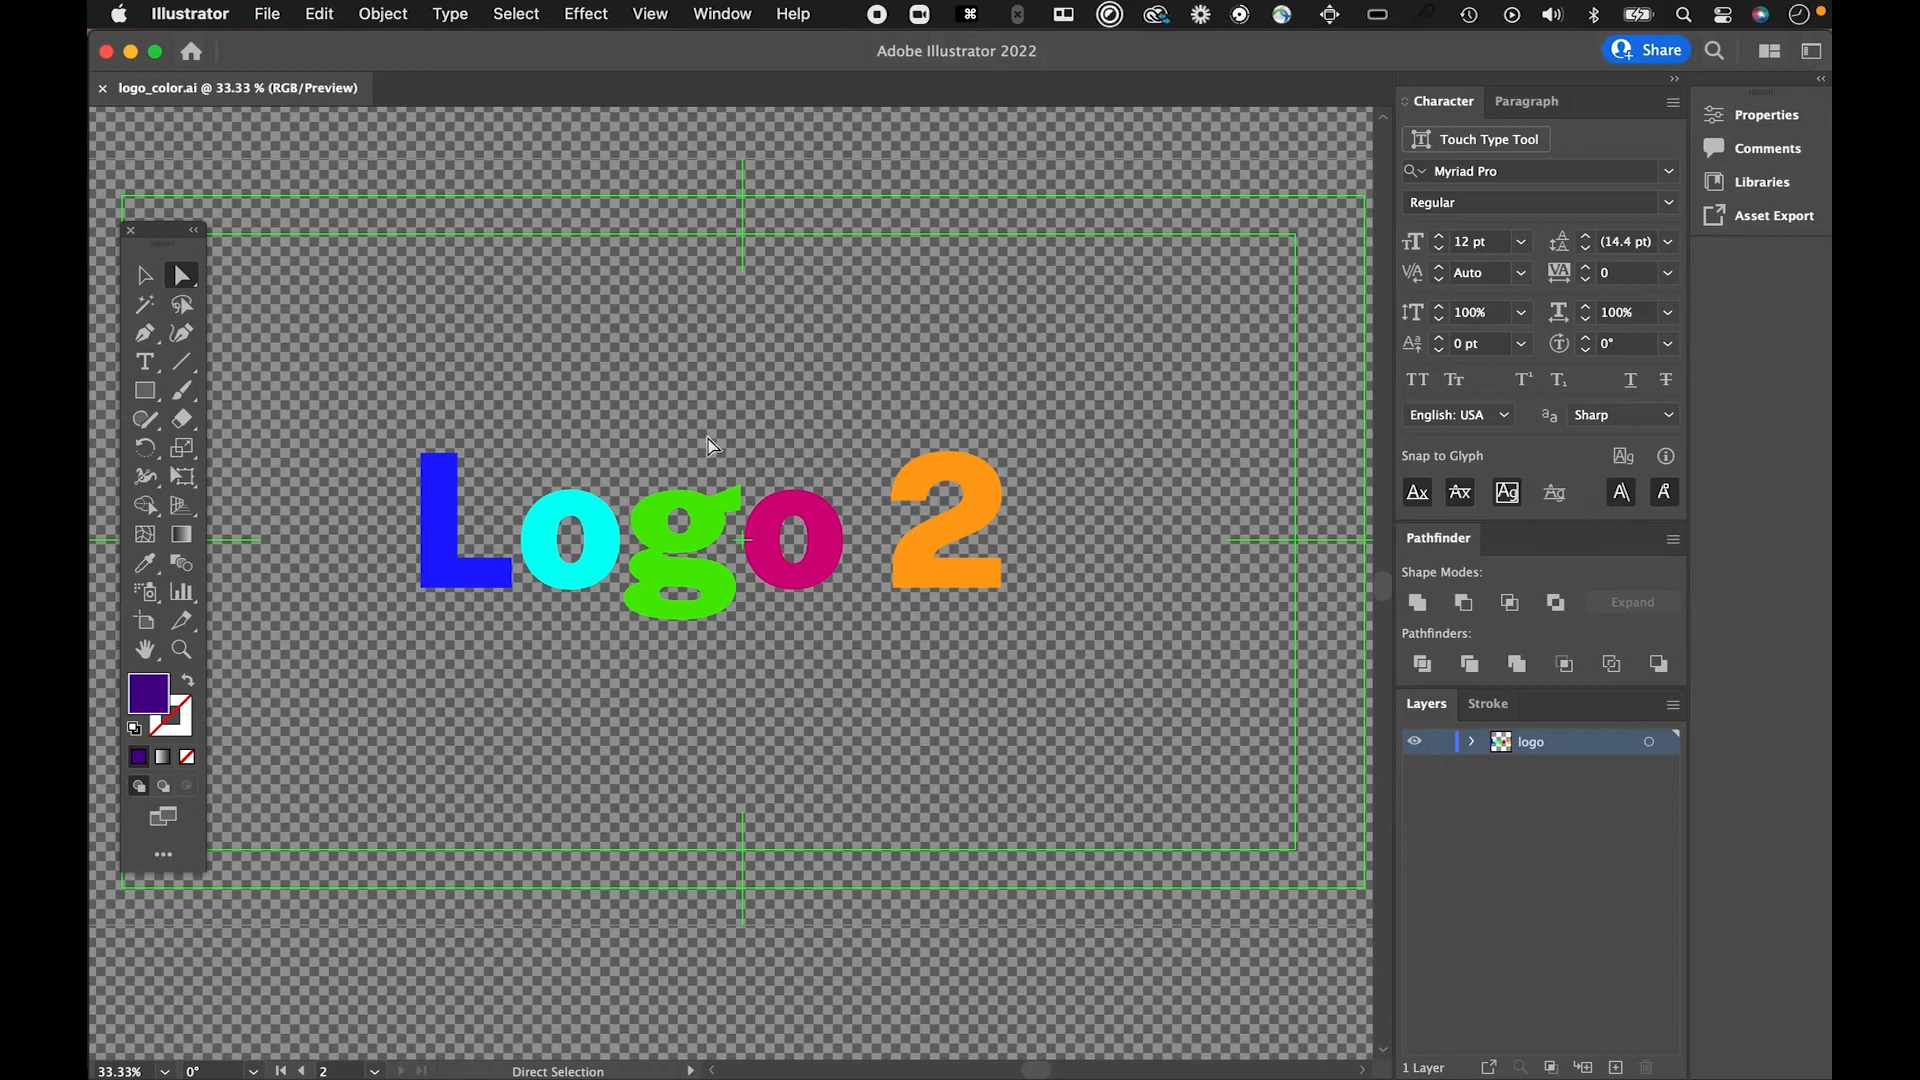 Illustrator File Edit Object Type Select Effect View Window Help
Adobe Illustrator 2022
Share
logo_color.ai @ 33.33 % (RGB/Preview)
Character Paragraph
Touch Type Tool
Myriad Pro
Regular
12 pt (14.4 pt)
Auto 0
100% 100%
0 pt 0°
English: USA Sharp
Snap to Glyph
Pathfinder
Shape Modes:
Expand
Pathfinders:
Layers Stroke
logo
1 Layer
Properties
Comments
Libraries
Asset Export
Logo 2
33.33% 0° 2 Direct Selection